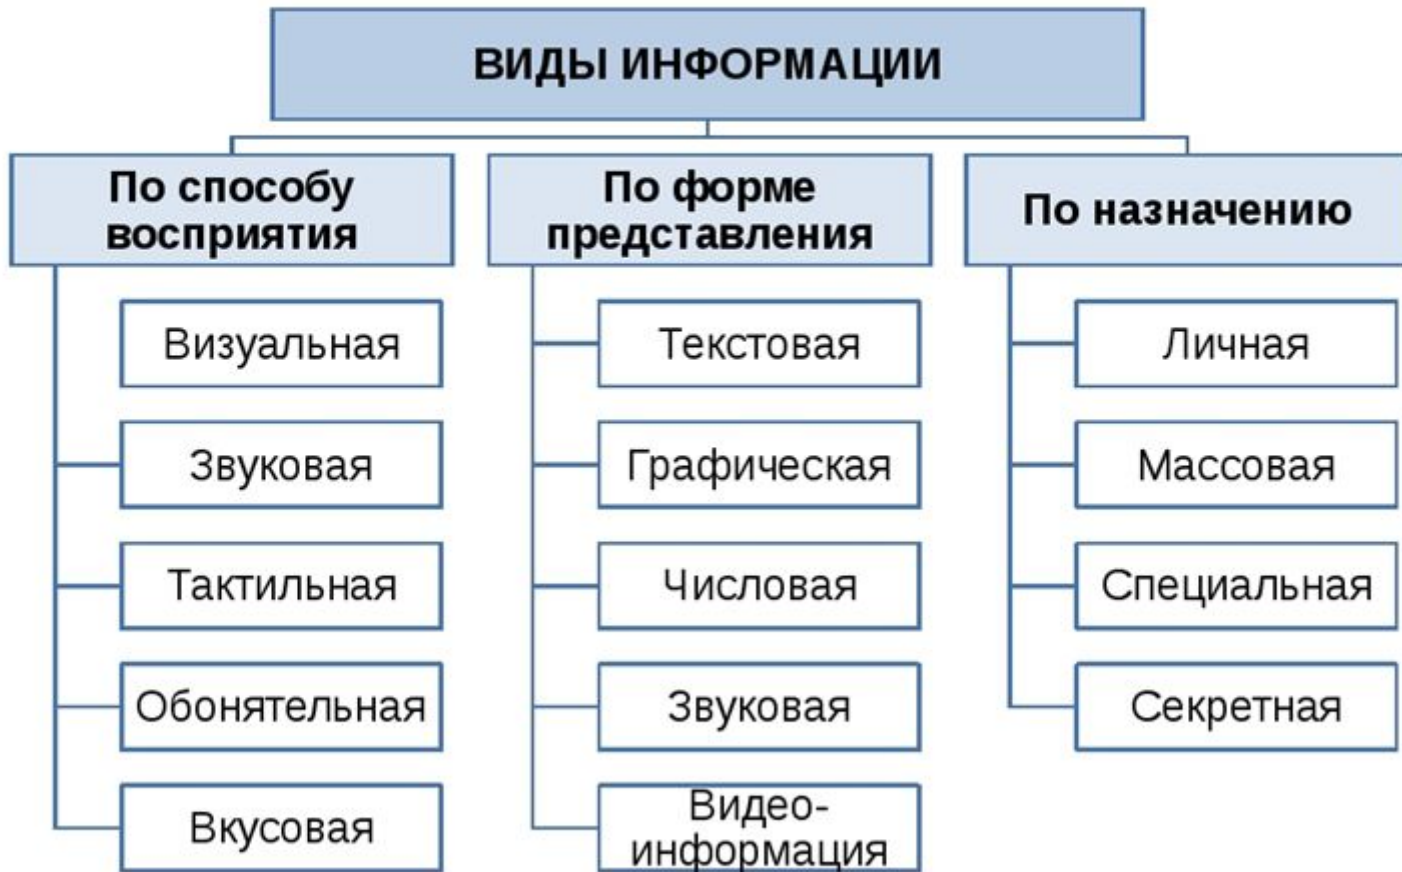 ВИДЫ ИНФОРМАЦИИ
По способу
восприятия
Визуальная
Звуковая
Тактильная
Обонятельная
Вкусовая
По форме
представления
Текстовая
Графическая
Числовая
Звуковая
Видео-
информация
По назначению
Личная
Массовая
Специальная
Секретная